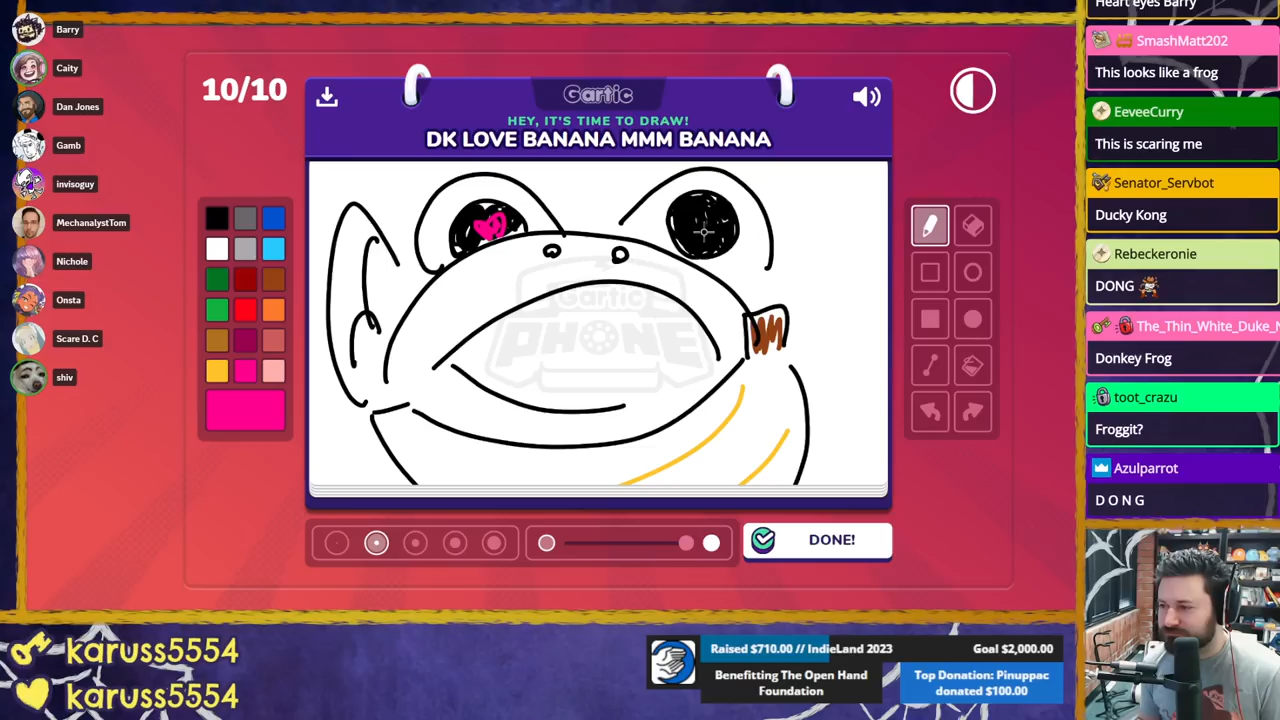 Barry
Caity
Dan Jones
Gamb
invisoguy
MechanalystTom
Nichole
Onsta
Scare D. C
shiv
10/10
Gartic
HEY, IT'S TIME TO DRAW!
DK LOVE BANANA MMM BANANA
Gartic
PHONE
DONE!
Heart eyes Barry
SmashMatt202
This looks like a frog
EeveeCurry
This is scaring me
Senator_Servbot
Ducky Kong
Rebeckeronie
DONG
The_Thin_White_Duke_
Donkey Frog
toot_crazu
Froggit?
Azulparrot
D O N G
karuss5554
karuss5554
Raised $710.00 // IndieLand 2023
Goal $2,000.00
Benefitting The Open Hand
Foundation
Top Donation: Pinuppac
donated $100.00